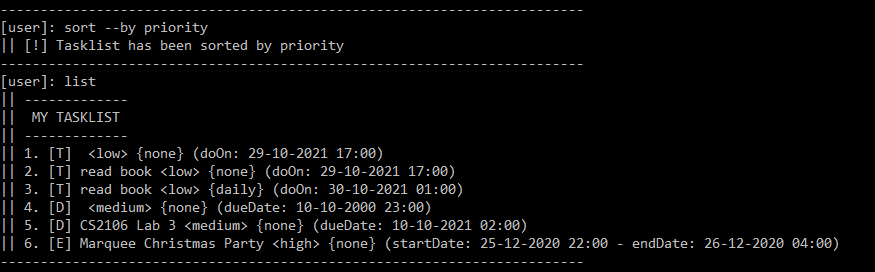 ------------------------------------------------------------------------
[user]: sort --by priority
|| [!] Tasklist has been sorted by priority
------------------------------------------------------------------------
[user]: list
|| -------------
||  MY TASKLIST
|| -------------
|| 1. [T]  <low> {none} (doOn: 29-10-2021 17:00)
|| 2. [T] read book <low> {none} (doOn: 29-10-2021 17:00)
|| 3. [T] read book <low> {daily} (doOn: 30-10-2021 01:00)
|| 4. [D]  <medium> {none} (dueDate: 10-10-2000 23:00)
|| 5. [D] CS2106 Lab 3 <medium> {none} (dueDate: 10-10-2021 02:00)
|| 6. [E] Marquee Christmas Party <high> {none} (startDate: 25-12-2020 22:00 - endDate: 26-12-2020 04:00)
------------------------------------------------------------------------